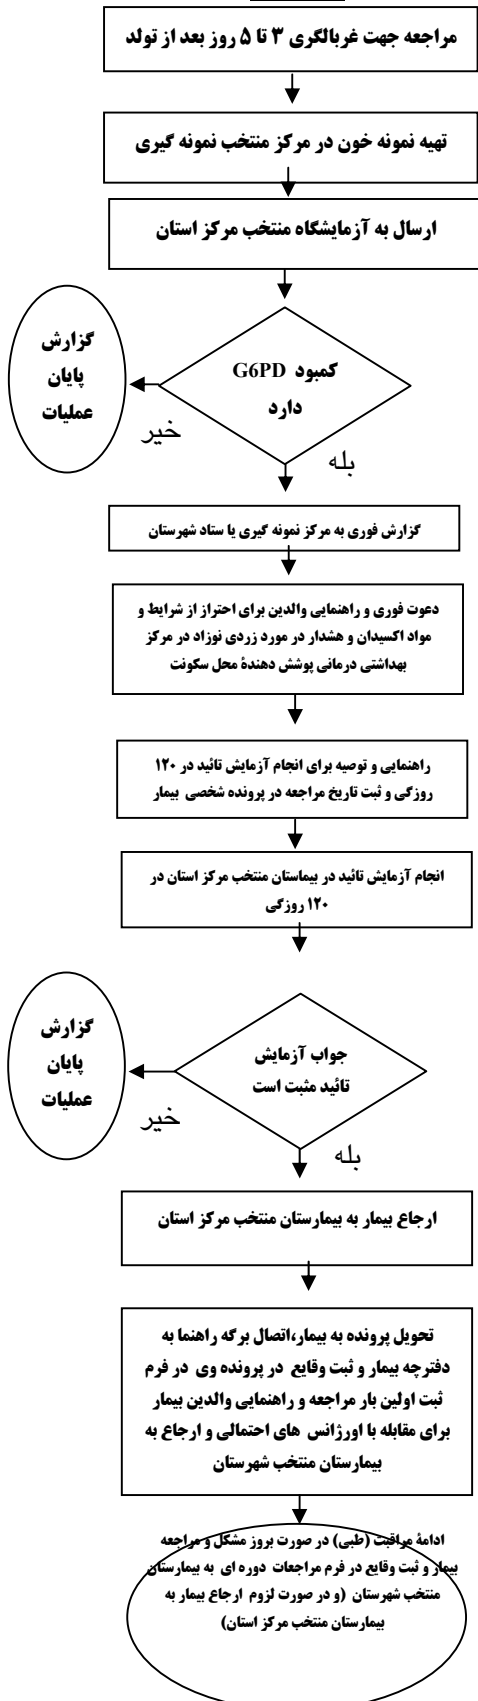 مراجعه جهت غربالگری ۳ تا ۵ روز بعد از تولد
تهیه نمونه خون در مرکز منتخب نمونه گیری
ارسال به آزمایشگاه منتخب مرکز استان
کمبود G6PD
دارد
گزارش
پایان
عملیات
خیر
بله
گزارش فوری به مرکز نمونه گیری یا ستاد شهرستان
دعوت فوری و راهنمایی والدین برای احتراز از شرایط و
مواد اکسیدان و هشدار در مورد زردی نوزاد در مرکز
بهداشتی درمانی پوشش دهندهٔ محل سکونت
راهنمایی و توصیه برای انجام آزمایش تائید در ۱۲۰
روزگی و ثبت تاریخ مراجعه در پرونده شخصی بیمار
انجام آزمایش تائید در بیماستان منتخب مرکز استان در
۱۲۰ روزگی
جواب آزمایش
تائید مثبت است
گزارش
پایان
عملیات
خیر
بله
ارجاع بیمار به بیمارستان منتخب مرکز استان
تحویل پرونده به بیمار،اتصال برگه راهنما به
دفترچه بیمار و ثبت وقایع در پرونده وی در فرم
ثبت اولین بار مراجعه و راهنمایی والدین بیمار
برای مقابله با اورژانس های احتمالی و ارجاع به
بیمارستان منتخب شهرستان
ادامهٔ مراقبت (طبی) در صورت بروز مشکل و مراجعه
بیمار و ثبت وقایع در فرم مراجعات دوره ای به بیمارستان
منتخب شهرستان (و در صورت لزوم ارجاع بیمار به
بیمارستان منتخب مرکز استان)